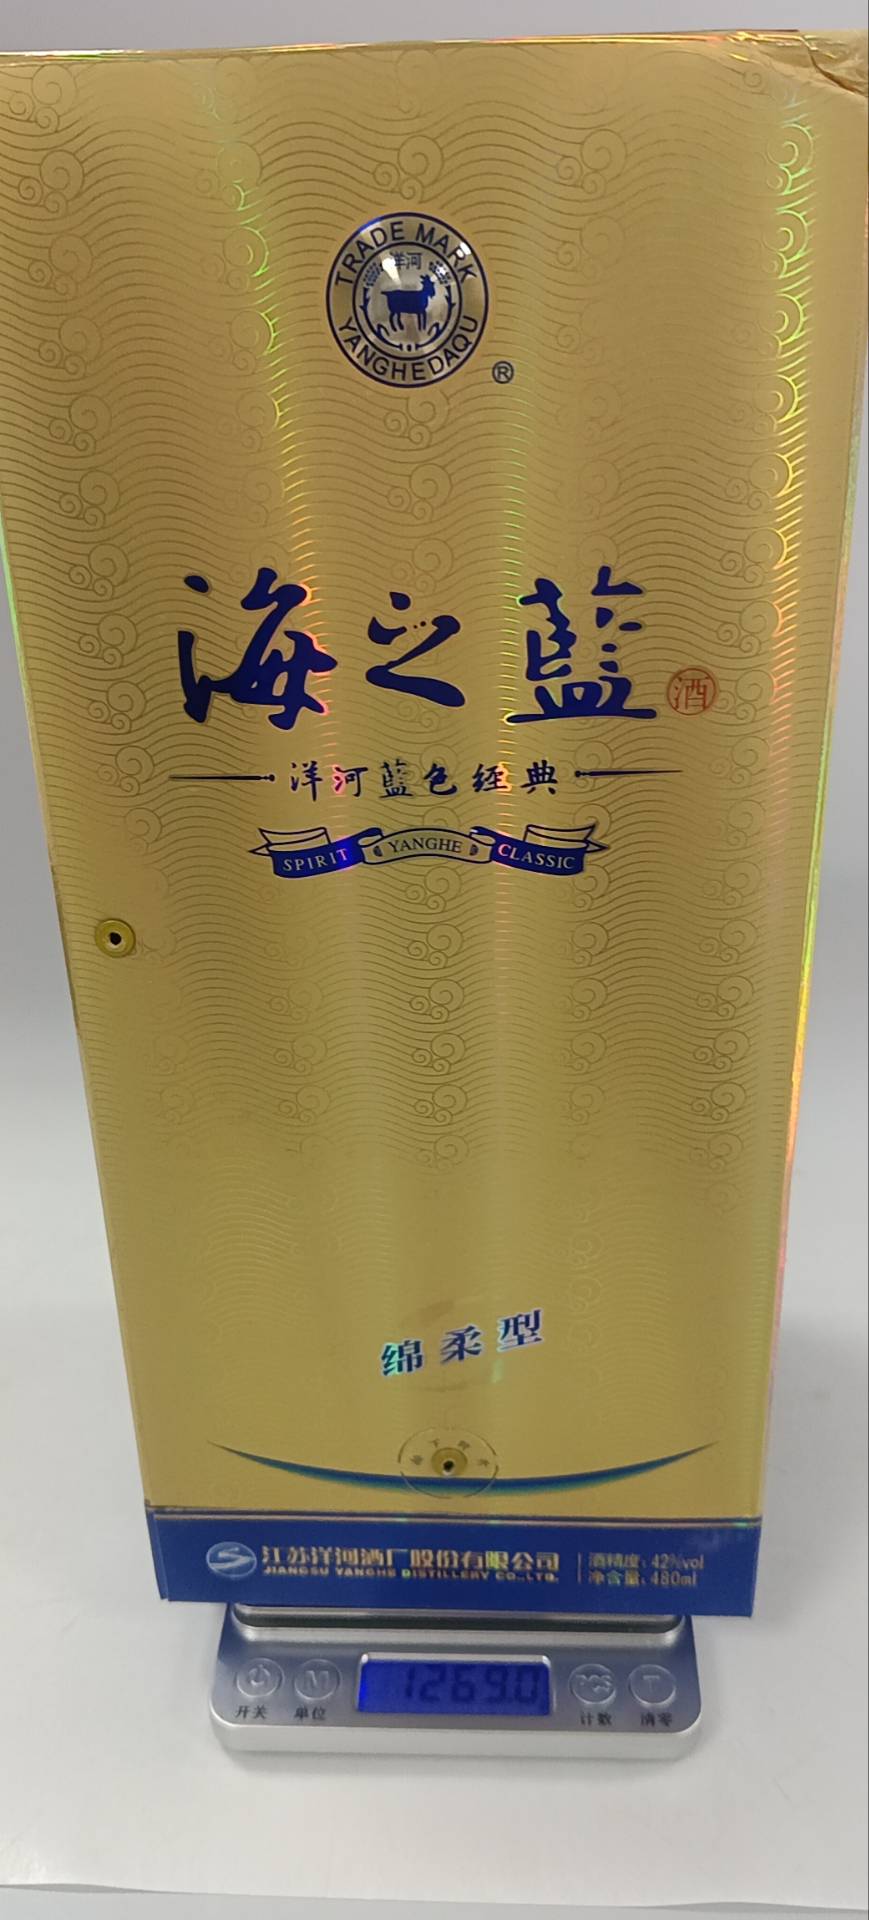 TRADE MARK
洋河
YANGHEDAQU
®
海之藍
酒
洋河藍色经典
SPIRIT YANGHE CLASSIC
绵柔型
江苏洋河酒厂股份有限公司
JIANGSU YANGHE DISTILLERY CO.,LTD.
酒精度:42%vol
净含量:480ml
1269.0
M
PCS
T
开关
单位
计数
清零